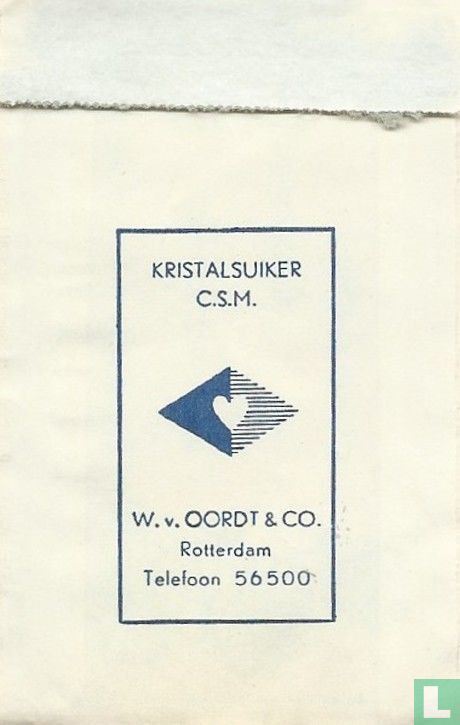 KRISTALSUIKER
C.S.M.
W. v. OORDT & CO.
Rotterdam
Telefoon 56500
L